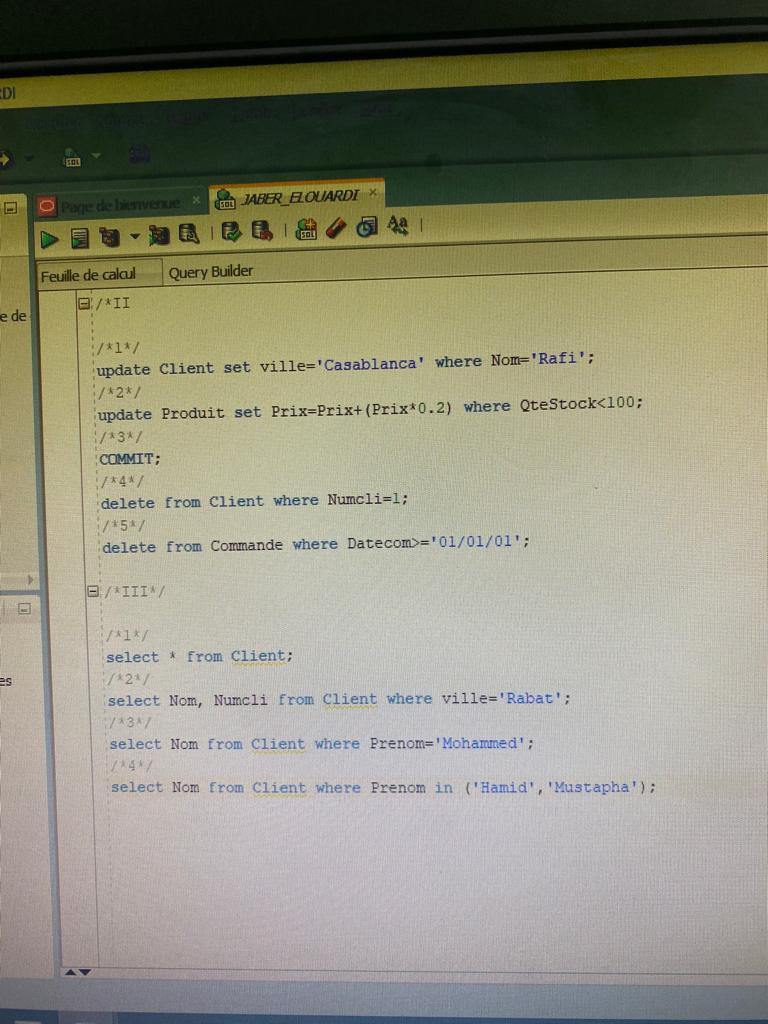 DI
Page de bienvenue
JABER_ELOUARDI
Feuille de calcul
Query Builder
e de
es
/*II
/*1*/
update Client set ville='Casablanca' where Nom='Rafi';
/*2*/
update Produit set Prix=Prix+(Prix*0.2) where QteStock<100;
/*3*/
COMMIT;
/*4*/
delete from Client where Numcli=1;
/*5*/
delete from Commande where Datecom>='01/01/01';
/*III*/
/*1*/
select * from Client;
/*2*/
select Nom, Numcli from Client where ville='Rabat';
/*3*/
select Nom from Client where Prenom='Mohammed';
/*4*/
select Nom from Client where Prenom in ('Hamid','Mustapha');